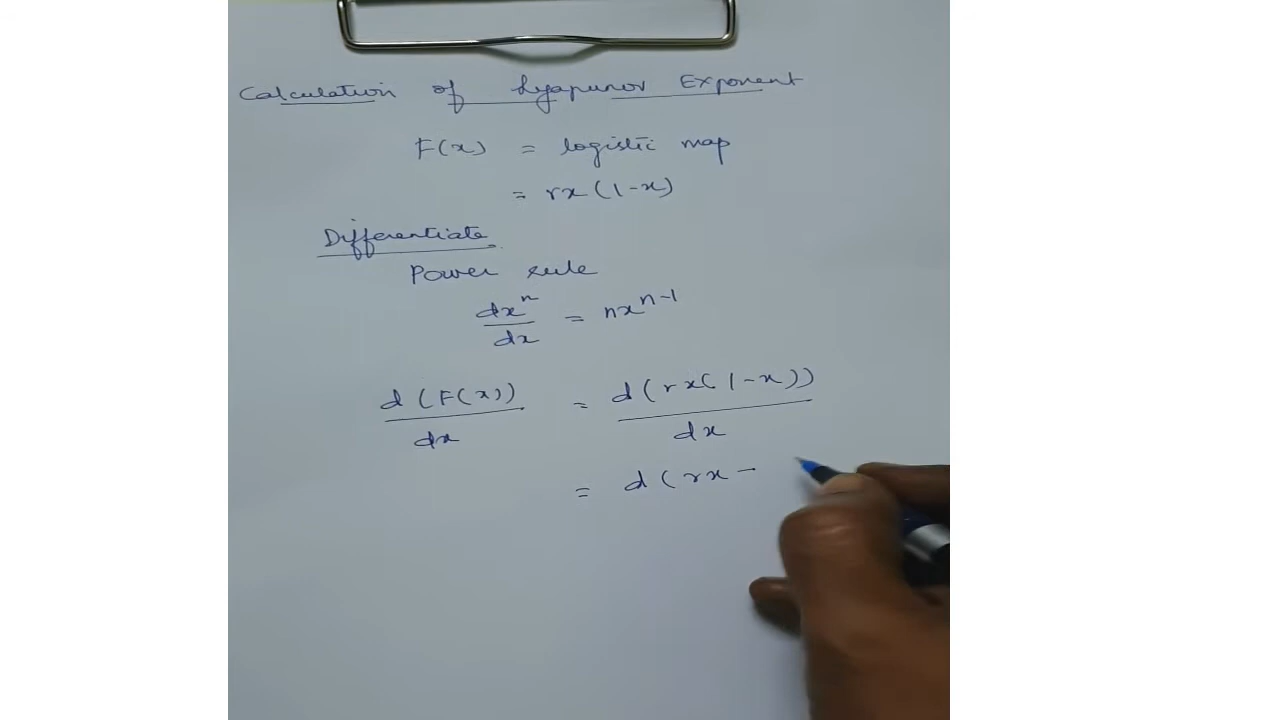 Calculation of Lyapunov Exponent
F(x) = logistic map
= rx(1-x)
Differentiate
Power rule
dx^n/dx = nx^{n-1}
d(F(x))/dx = d(rx(1-x))/dx
= d(rx -